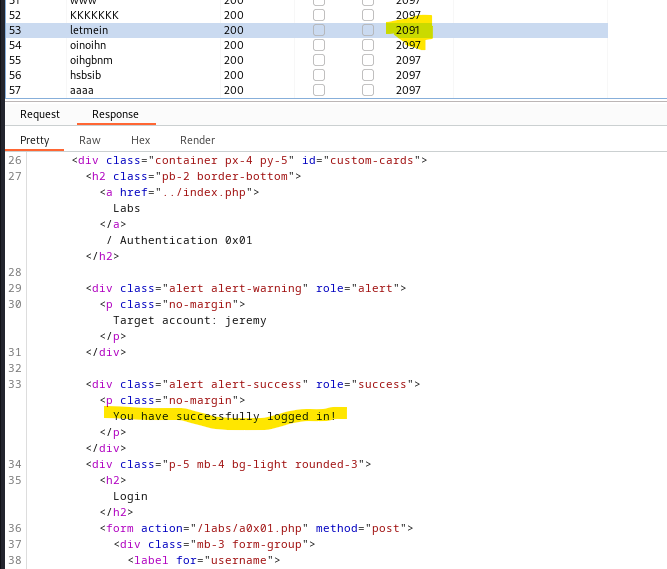 51 www 200 2097
52 KKKKKKK 200 2097
53 letmein 200 2091
54 oinoihn 200 2097
55 oihgbnm 200 2097
56 hsbsib 200 2097
57 aaaa 200 2097
Request Response
Pretty Raw Hex Render
26 <div class="container px-4 py-5" id="custom-cards">
27 <h2 class="pb-2 border-bottom">
<a href="../index.php">
Labs
</a>
/ Authentication 0x01
</h2>
28
29 <div class="alert alert-warning" role="alert">
30 <p class="no-margin">
Target account: jeremy
</p>
31 </div>
32
33 <div class="alert alert-success" role="success">
<p class="no-margin">
You have successfully logged in!
</p>
</div>
34 <div class="p-5 mb-4 bg-light rounded-3">
35 <h2>
Login
</h2>
36 <form action="/labs/a0x01.php" method="post">
37 <div class="mb-3 form-group">
38 <label for="username">